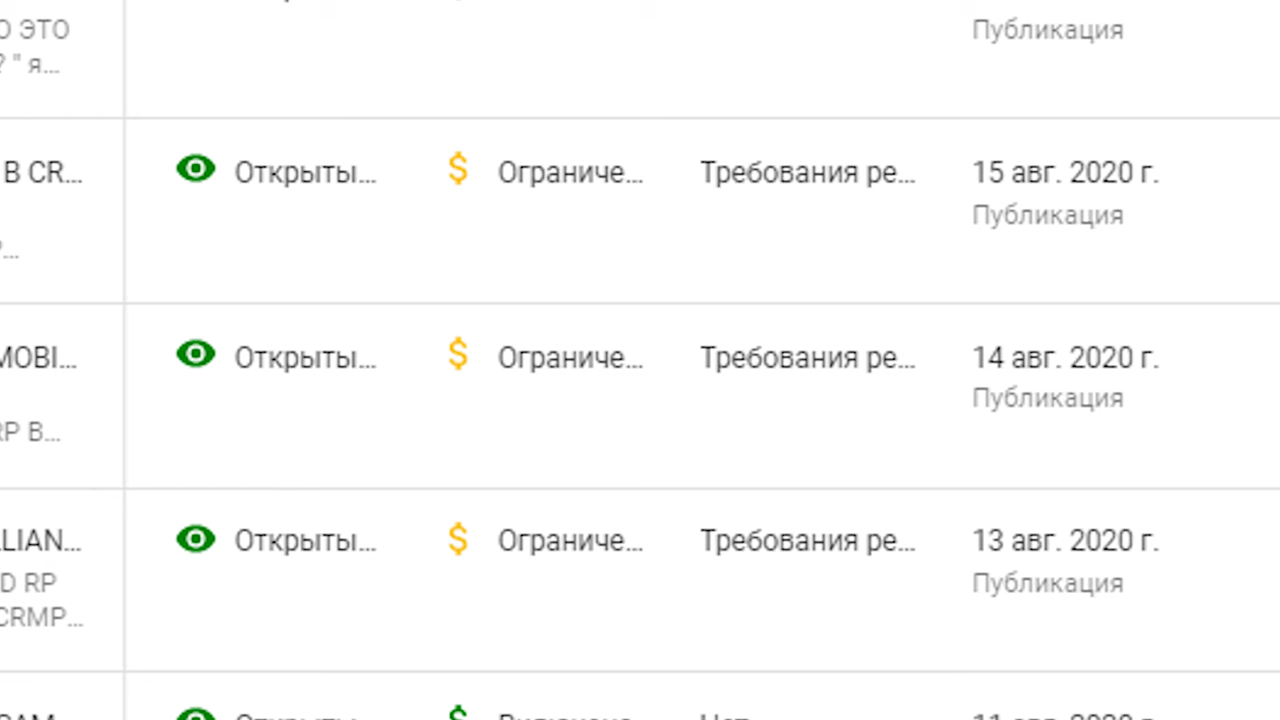 О ЭТО
Публикация
? " я...
В CR...
Открыты...
Ограниче...
Требования ре...
15 авг. 2020 г.
Публикация
MOBI...
Открыты...
Ограниче...
Требования ре...
14 авг. 2020 г.
Публикация
RP В...
LIAN...
Открыты...
Ограниче...
Требования ре...
13 авг. 2020 г.
D RP
Публикация
CRMP...